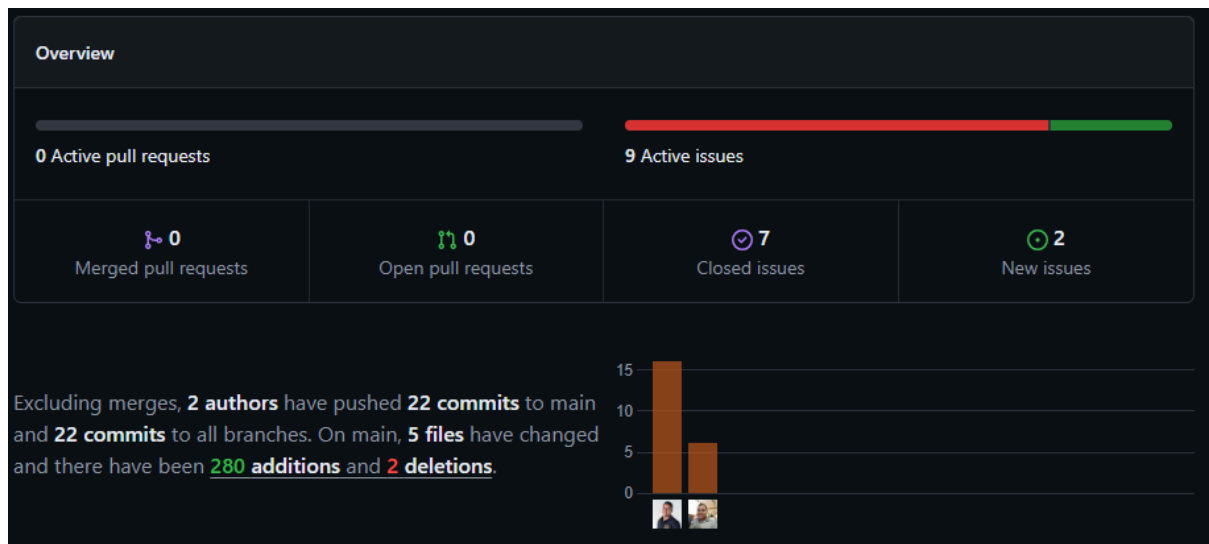 Overview
0 Active pull requests
9 Active issues
0
Merged pull requests
0
Open pull requests
7
Closed issues
2
New issues
Excluding merges, 2 authors have pushed 22 commits to main
and 22 commits to all branches. On main, 5 files have changed
and there have been 280 additions and 2 deletions.
15
10
5
0